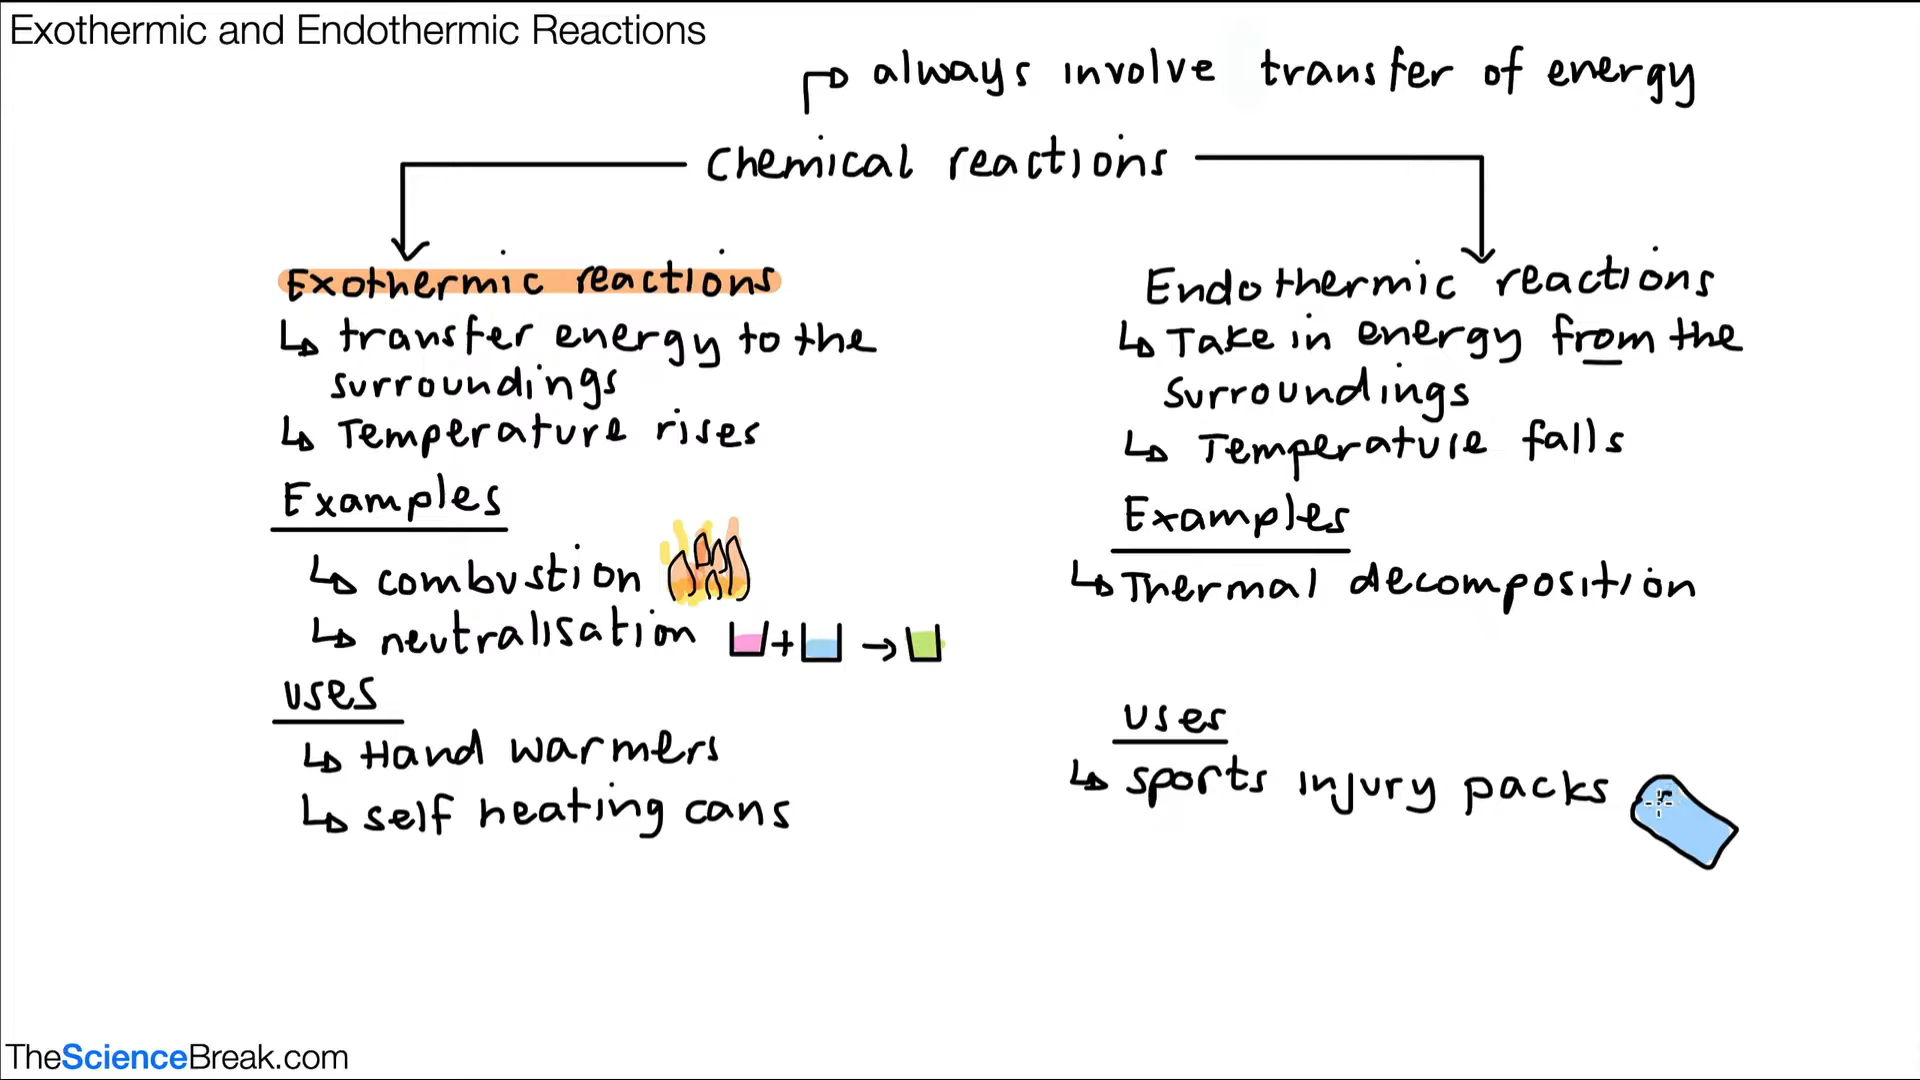 Exothermic and Endothermic Reactions
always involve transfer of energy
Chemical reactions
Exothermic reactions
transfer energy to the
surroundings
Temperature rises
Examples
combustion
neutralisation + →
uses
Hand warmers
self heating cans
Endothermic reactions
Take in energy from the
surroundings
Temperature falls
Examples
Thermal decomposition
uses
sports injury packs
TheScienceBreak.com